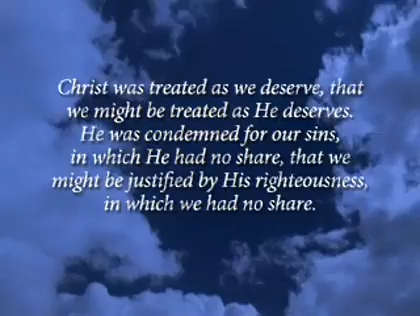 Christ was treated as we deserve, that
we might be treated as He deserves.
He was condemned for our sins,
in which He had no share, that we
might be justified by His righteousness,
in which we had no share.